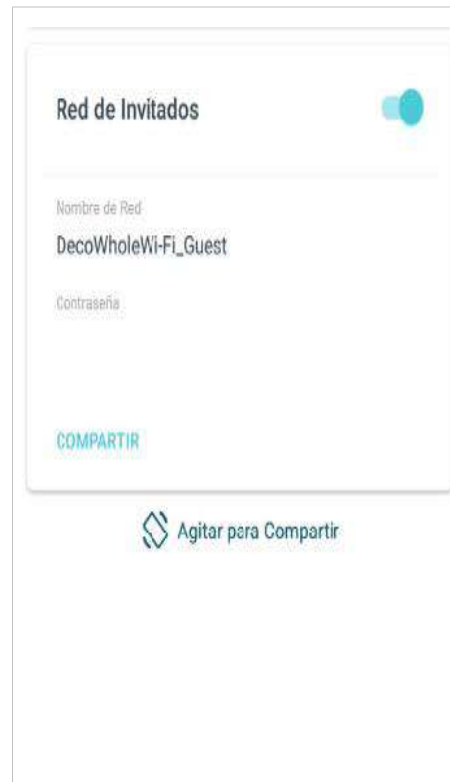 Red de Invitados
Nombre de Red
DecoWholeWi-Fi_Guest
Contraseña
COMPARTIR
Agitar para Compartir